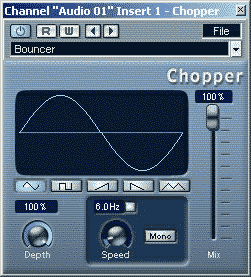 Channel "Audio 01" Insert 1 - Chopper
R W File
Bouncer
Chopper
100%
100% 6.0Hz
Mono
Depth Speed Mix